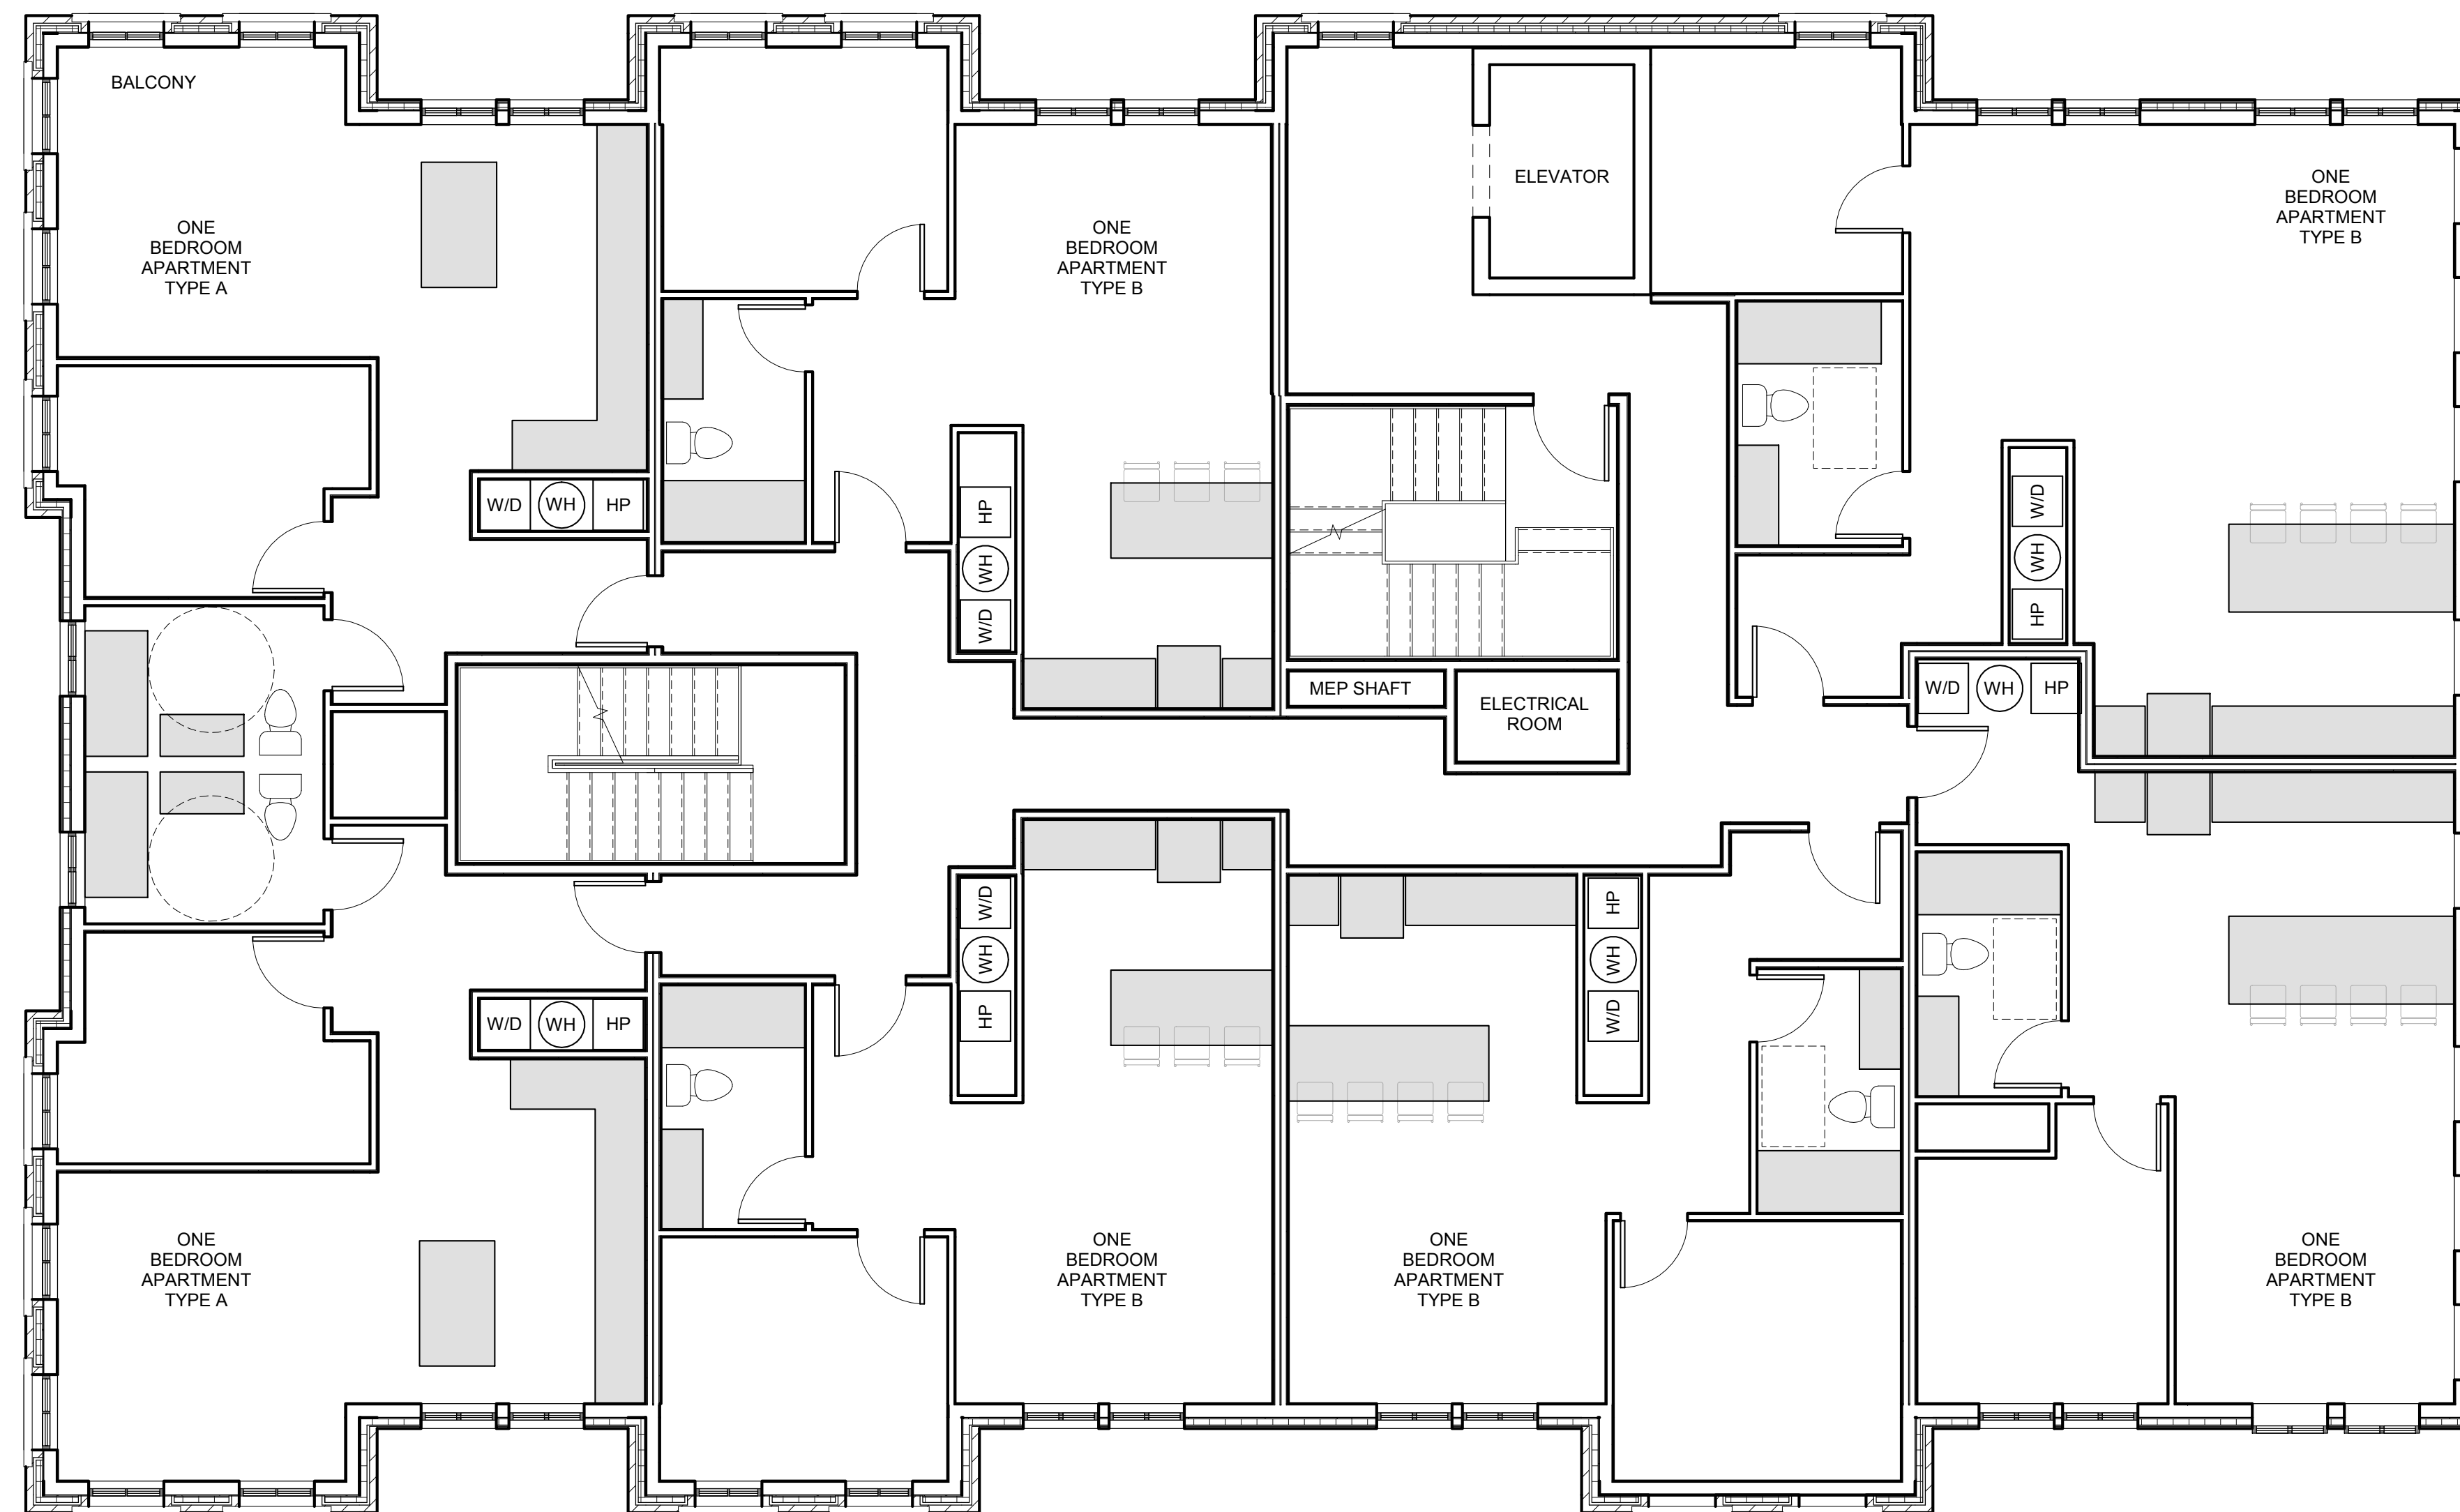 BALCONY
ONE
BEDROOM
APARTMENT
TYPE A
ONE
BEDROOM
APARTMENT
TYPE B
ELEVATOR
ONE
BEDROOM
APARTMENT
TYPE B
W/D
WH
HP
HP
WH
W/D
W/D
WH
HP
MEP SHAFT
ELECTRICAL
ROOM
W/D
WH
HP
W/D
WH
HP
HP
WH
W/D
W/D
WH
HP
ONE
BEDROOM
APARTMENT
TYPE A
ONE
BEDROOM
APARTMENT
TYPE B
ONE
BEDROOM
APARTMENT
TYPE B
ONE
BEDROOM
APARTMENT
TYPE B